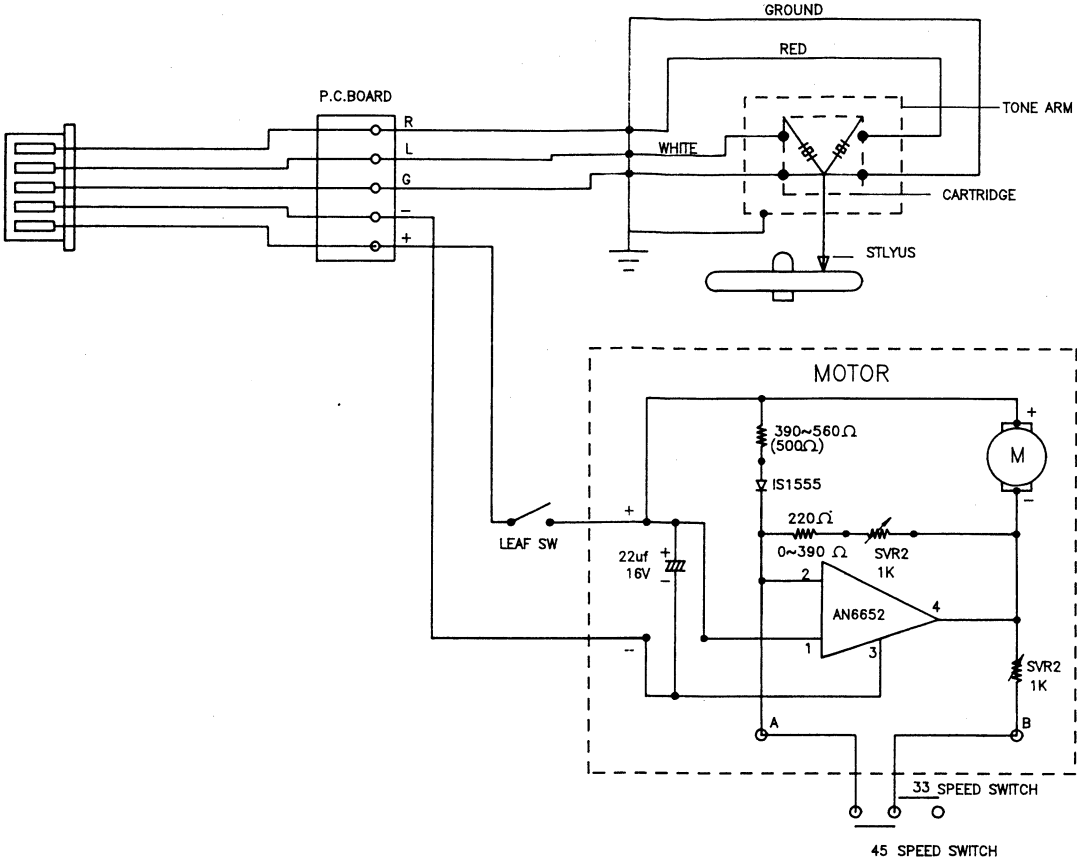 GROUND
RED
P.C.BOARD
TONE ARM
R
WHITE
L
G
CARTRIDGE
–
+
STLYUS
MOTOR
+
390~560Ω
(500Ω)
M
IS1555
–
+
220Ω
LEAF SW
0~390 Ω
SVR2
1K
22uf
16V
+
–
2
AN6652
4
1
3
--
SVR2
1K
A
B
33 SPEED SWITCH
45 SPEED SWITCH